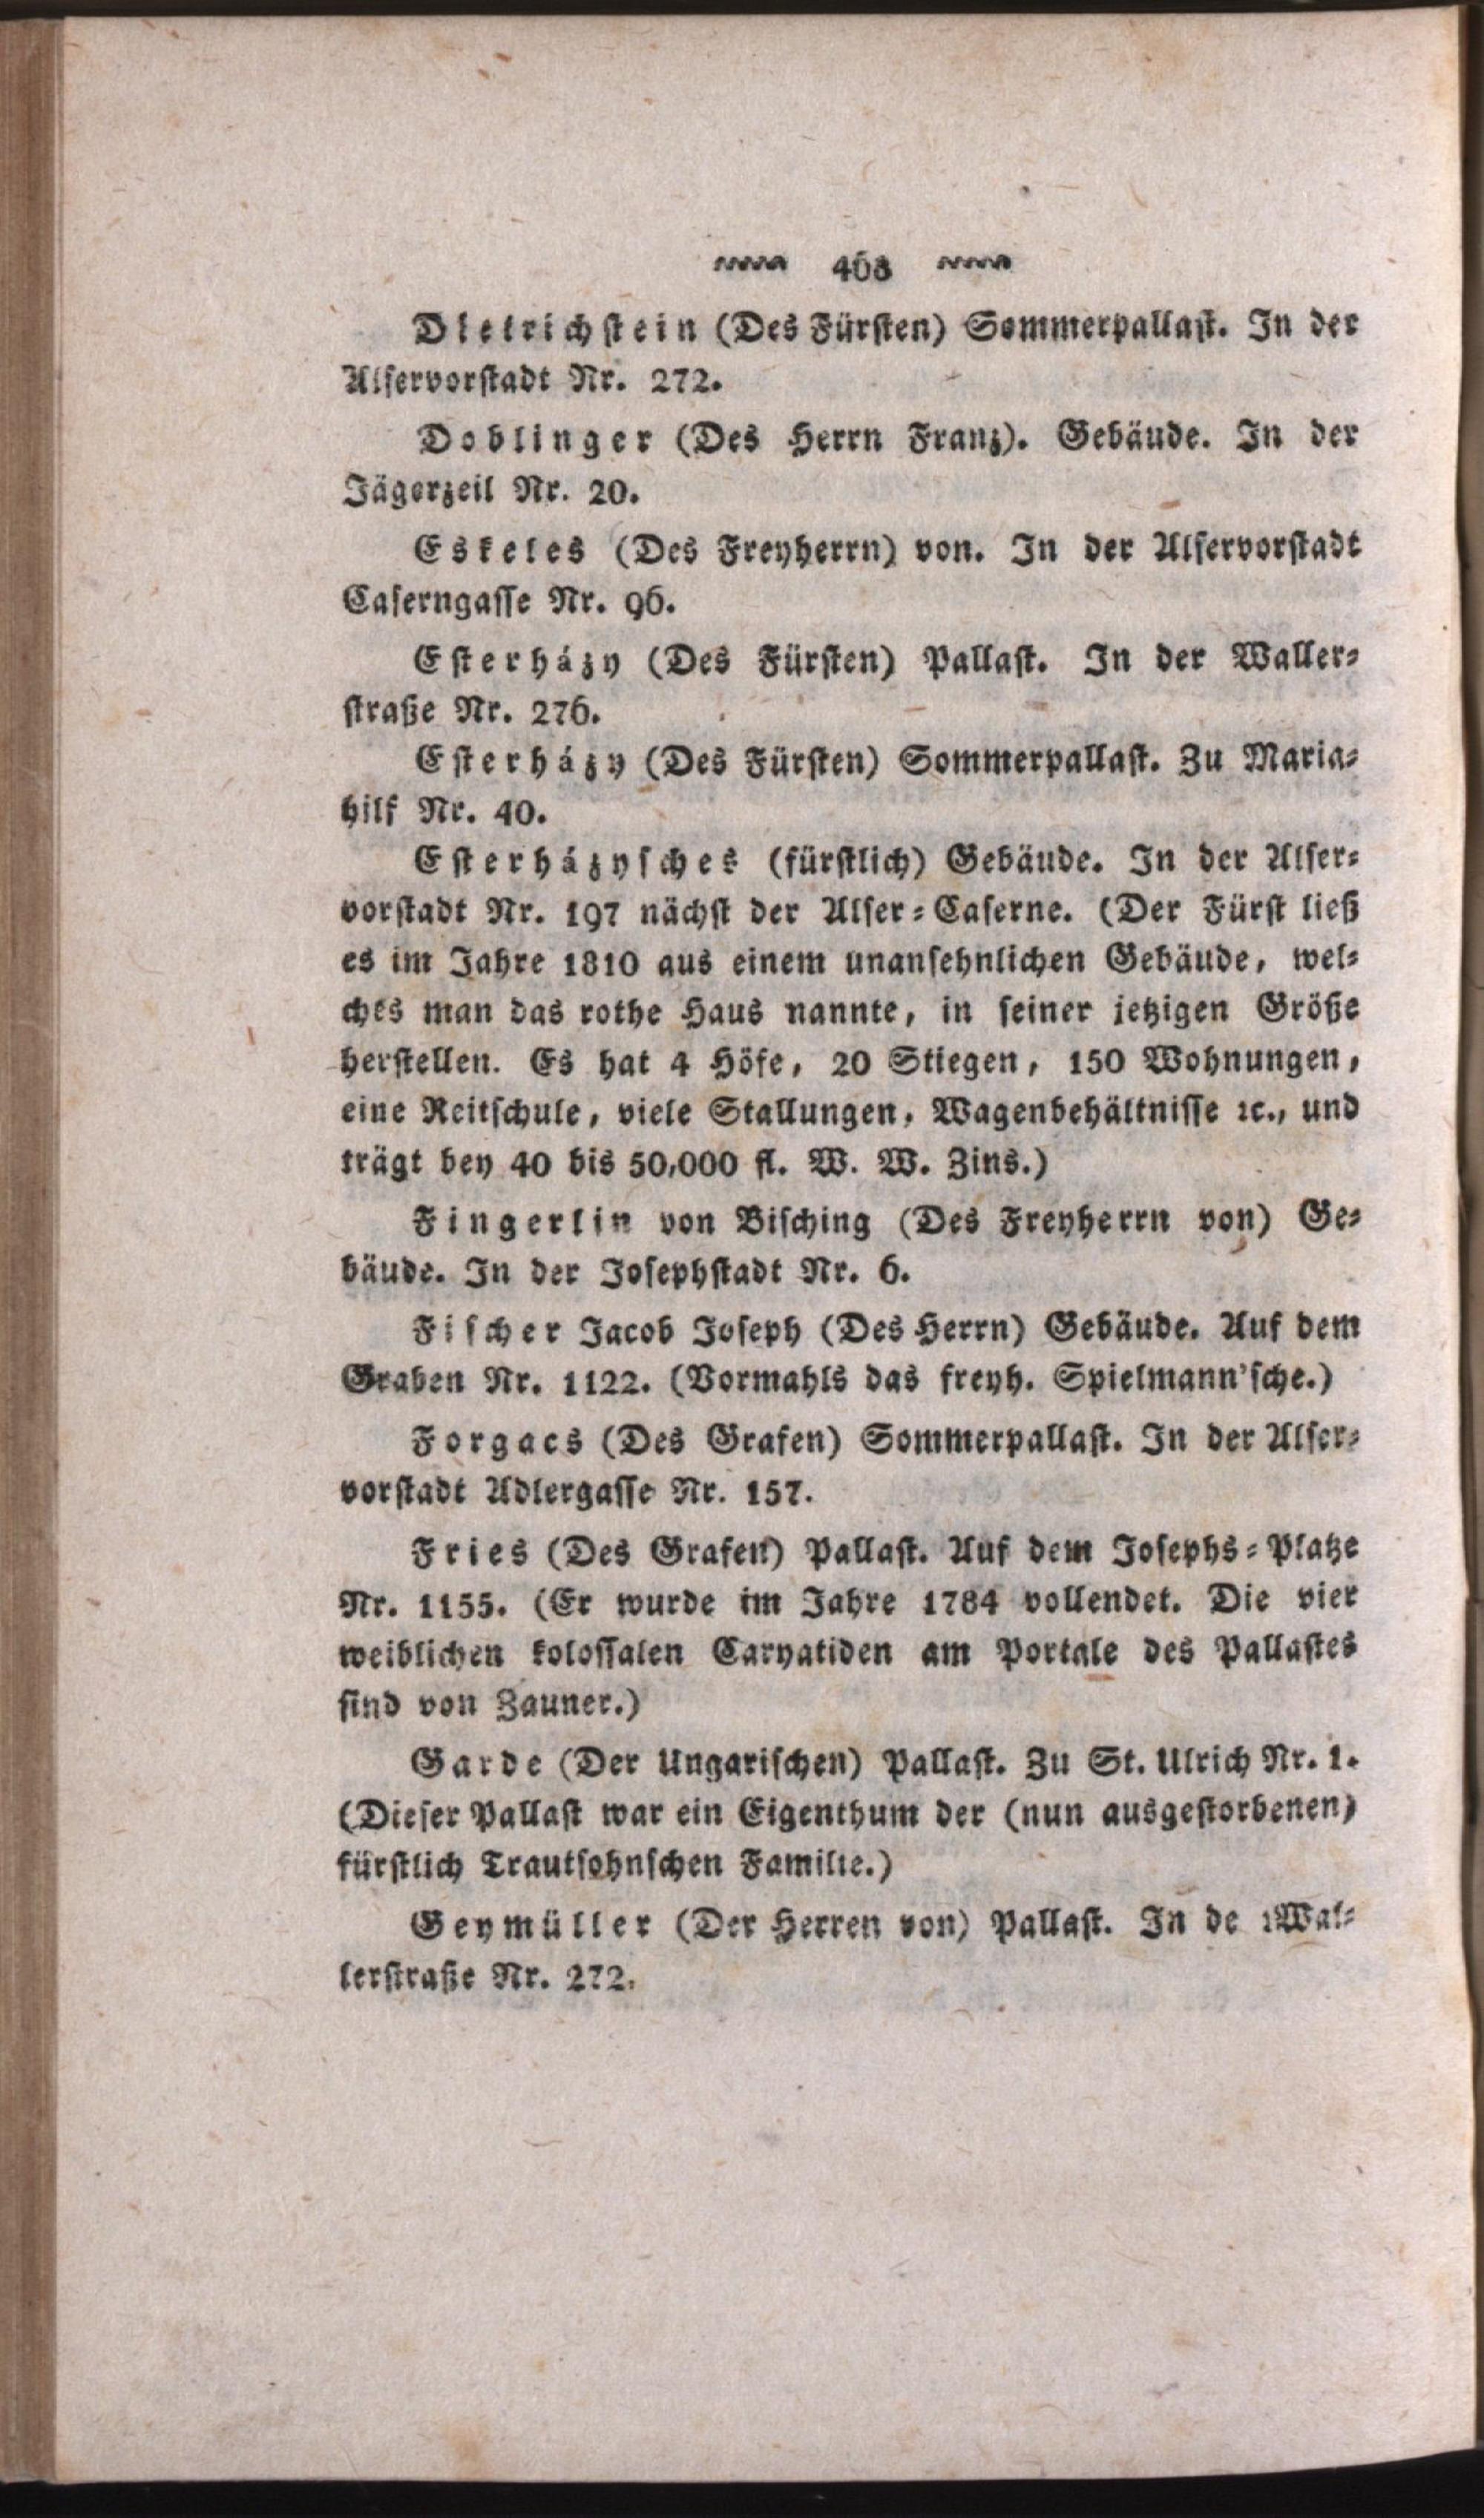 468
Dietrichstein (Des Fürsten) Sommerpallast. In der
Alservorstadt Nr. 272.
Doblinger (Des Herrn Franz). Gebäude. In der
Jägerzeil Nr. 20.
Eskeles (Des Freyherrn) von. In der Alservorstadt
Caserngasse Nr. 96.
Esterházy (Des Fürsten) Pallast. In der Waller-
straße Nr. 276.
Esterházy (Des Fürsten) Sommerpallast. Zu Maria-
hilf Nr. 40.
Esterházysches (fürstlich) Gebäude. In der Alser-
vorstadt Nr. 197 nächst der Alser-Caserne. (Der Fürst ließ
es im Jahre 1810 aus einem unansehnlichen Gebäude, wel-
ches man das rothe Haus nannte, in seiner jetzigen Größe
herstellen. Es hat 4 Höfe, 20 Stiegen, 150 Wohnungen,
eine Reitschule, viele Stallungen, Wagenbehältnisse ꝛc., und
trägt bey 40 bis 50,000 fl. W. W. Zins.)
Fingerlin von Bisching (Des Freyherrn von) Ge-
bäude. In der Josephstadt Nr. 6.
Fischer Jacob Joseph (Des Herrn) Gebäude. Auf dem
Graben Nr. 1122. (Vormahls das freyh. Spielmann'sche.)
Forgacs (Des Grafen) Sommerpallast. In der Alser-
vorstadt Adlergasse Nr. 157.
Fries (Des Grafen) Pallast. Auf dem Josephs-Platze
Nr. 1155. (Er wurde im Jahre 1784 vollendet. Die vier
weiblichen kolossalen Caryatiden am Portale des Pallastes
sind von Zauner.)
Garde (Der Ungarischen) Pallast. Zu St. Ulrich Nr. 1.
(Dieser Pallast war ein Eigenthum der (nun ausgestorbenen)
fürstlich Trautsohnschen Familie.)
Geymüller (Der Herren von) Pallast. In de rWal-
lerstraße Nr. 272.